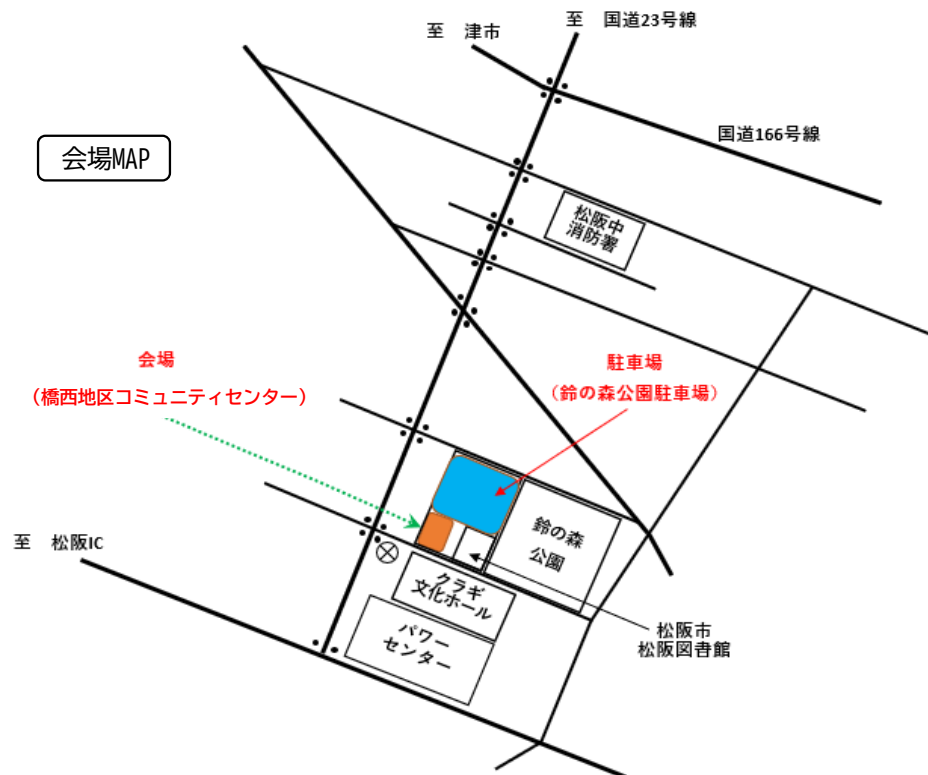 至　国道23号線
至　津市
国道166号線
会場MAP
松阪中
消防署
会場
（橋西地区コミュニティセンター）
駐車場
（鈴の森公園駐車場）
鈴の森
公園
至　松阪IC
クラギ
文化ホール
パワー
センター
松阪市
松阪図書館